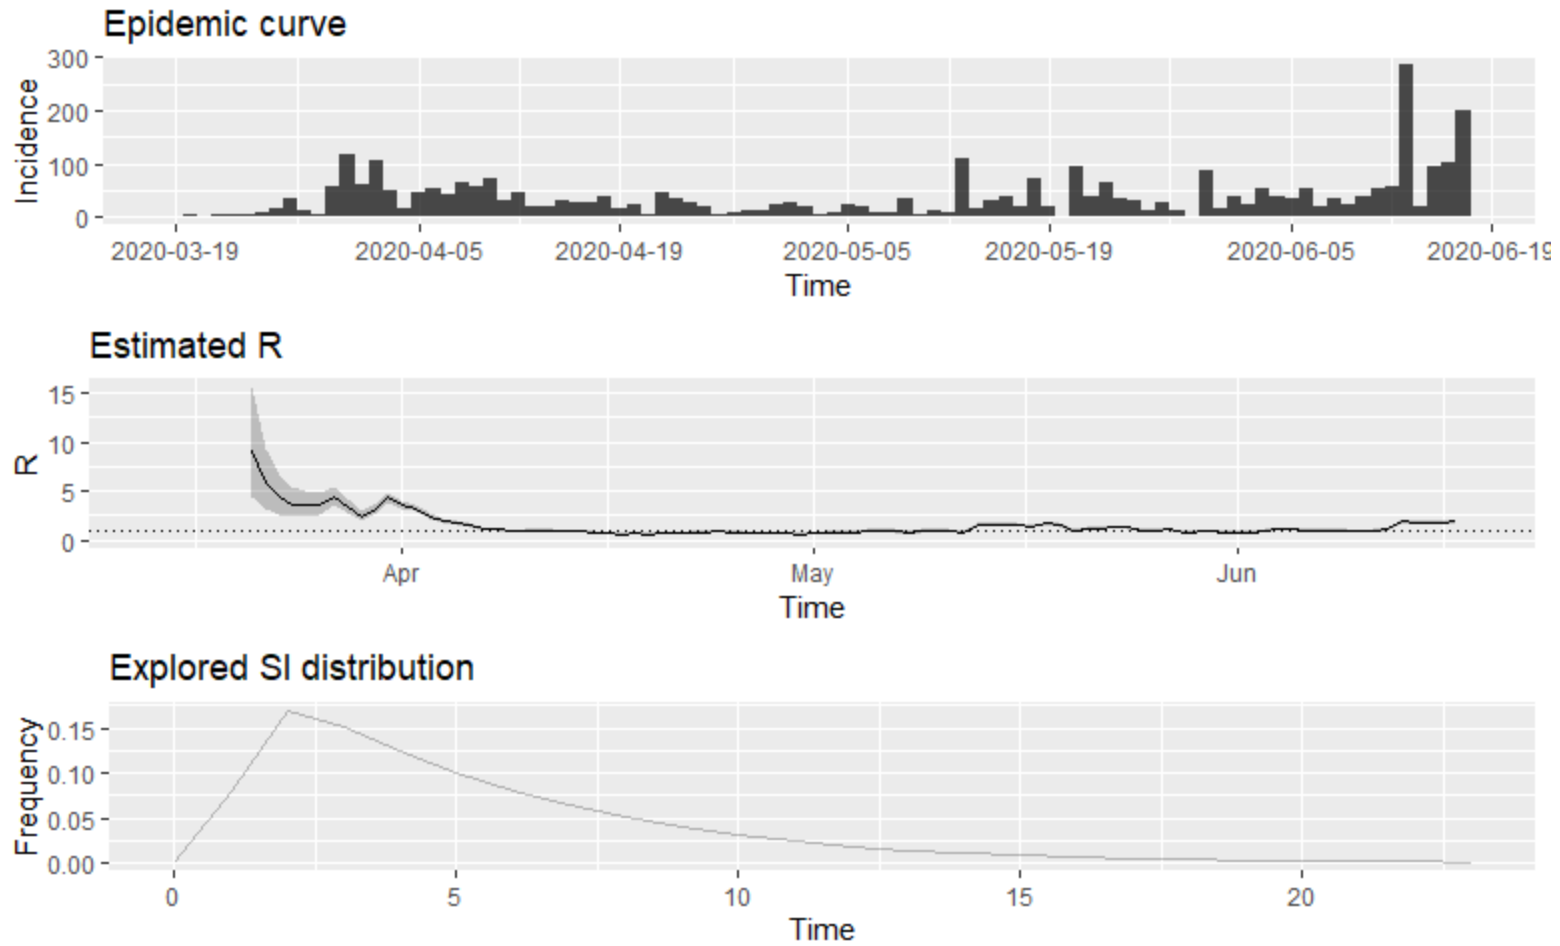 Epidemic curve
Incidence
300
200
100
0
2020-03-19 2020-04-05 2020-04-19 2020-05-05 2020-05-19 2020-06-05 2020-06-19
Time
Estimated R
R
15
10
5
0
Apr May Jun
Time
Explored SI distribution
Frequency
0.15
0.10
0.05
0.00
0 5 10 15 20
Time